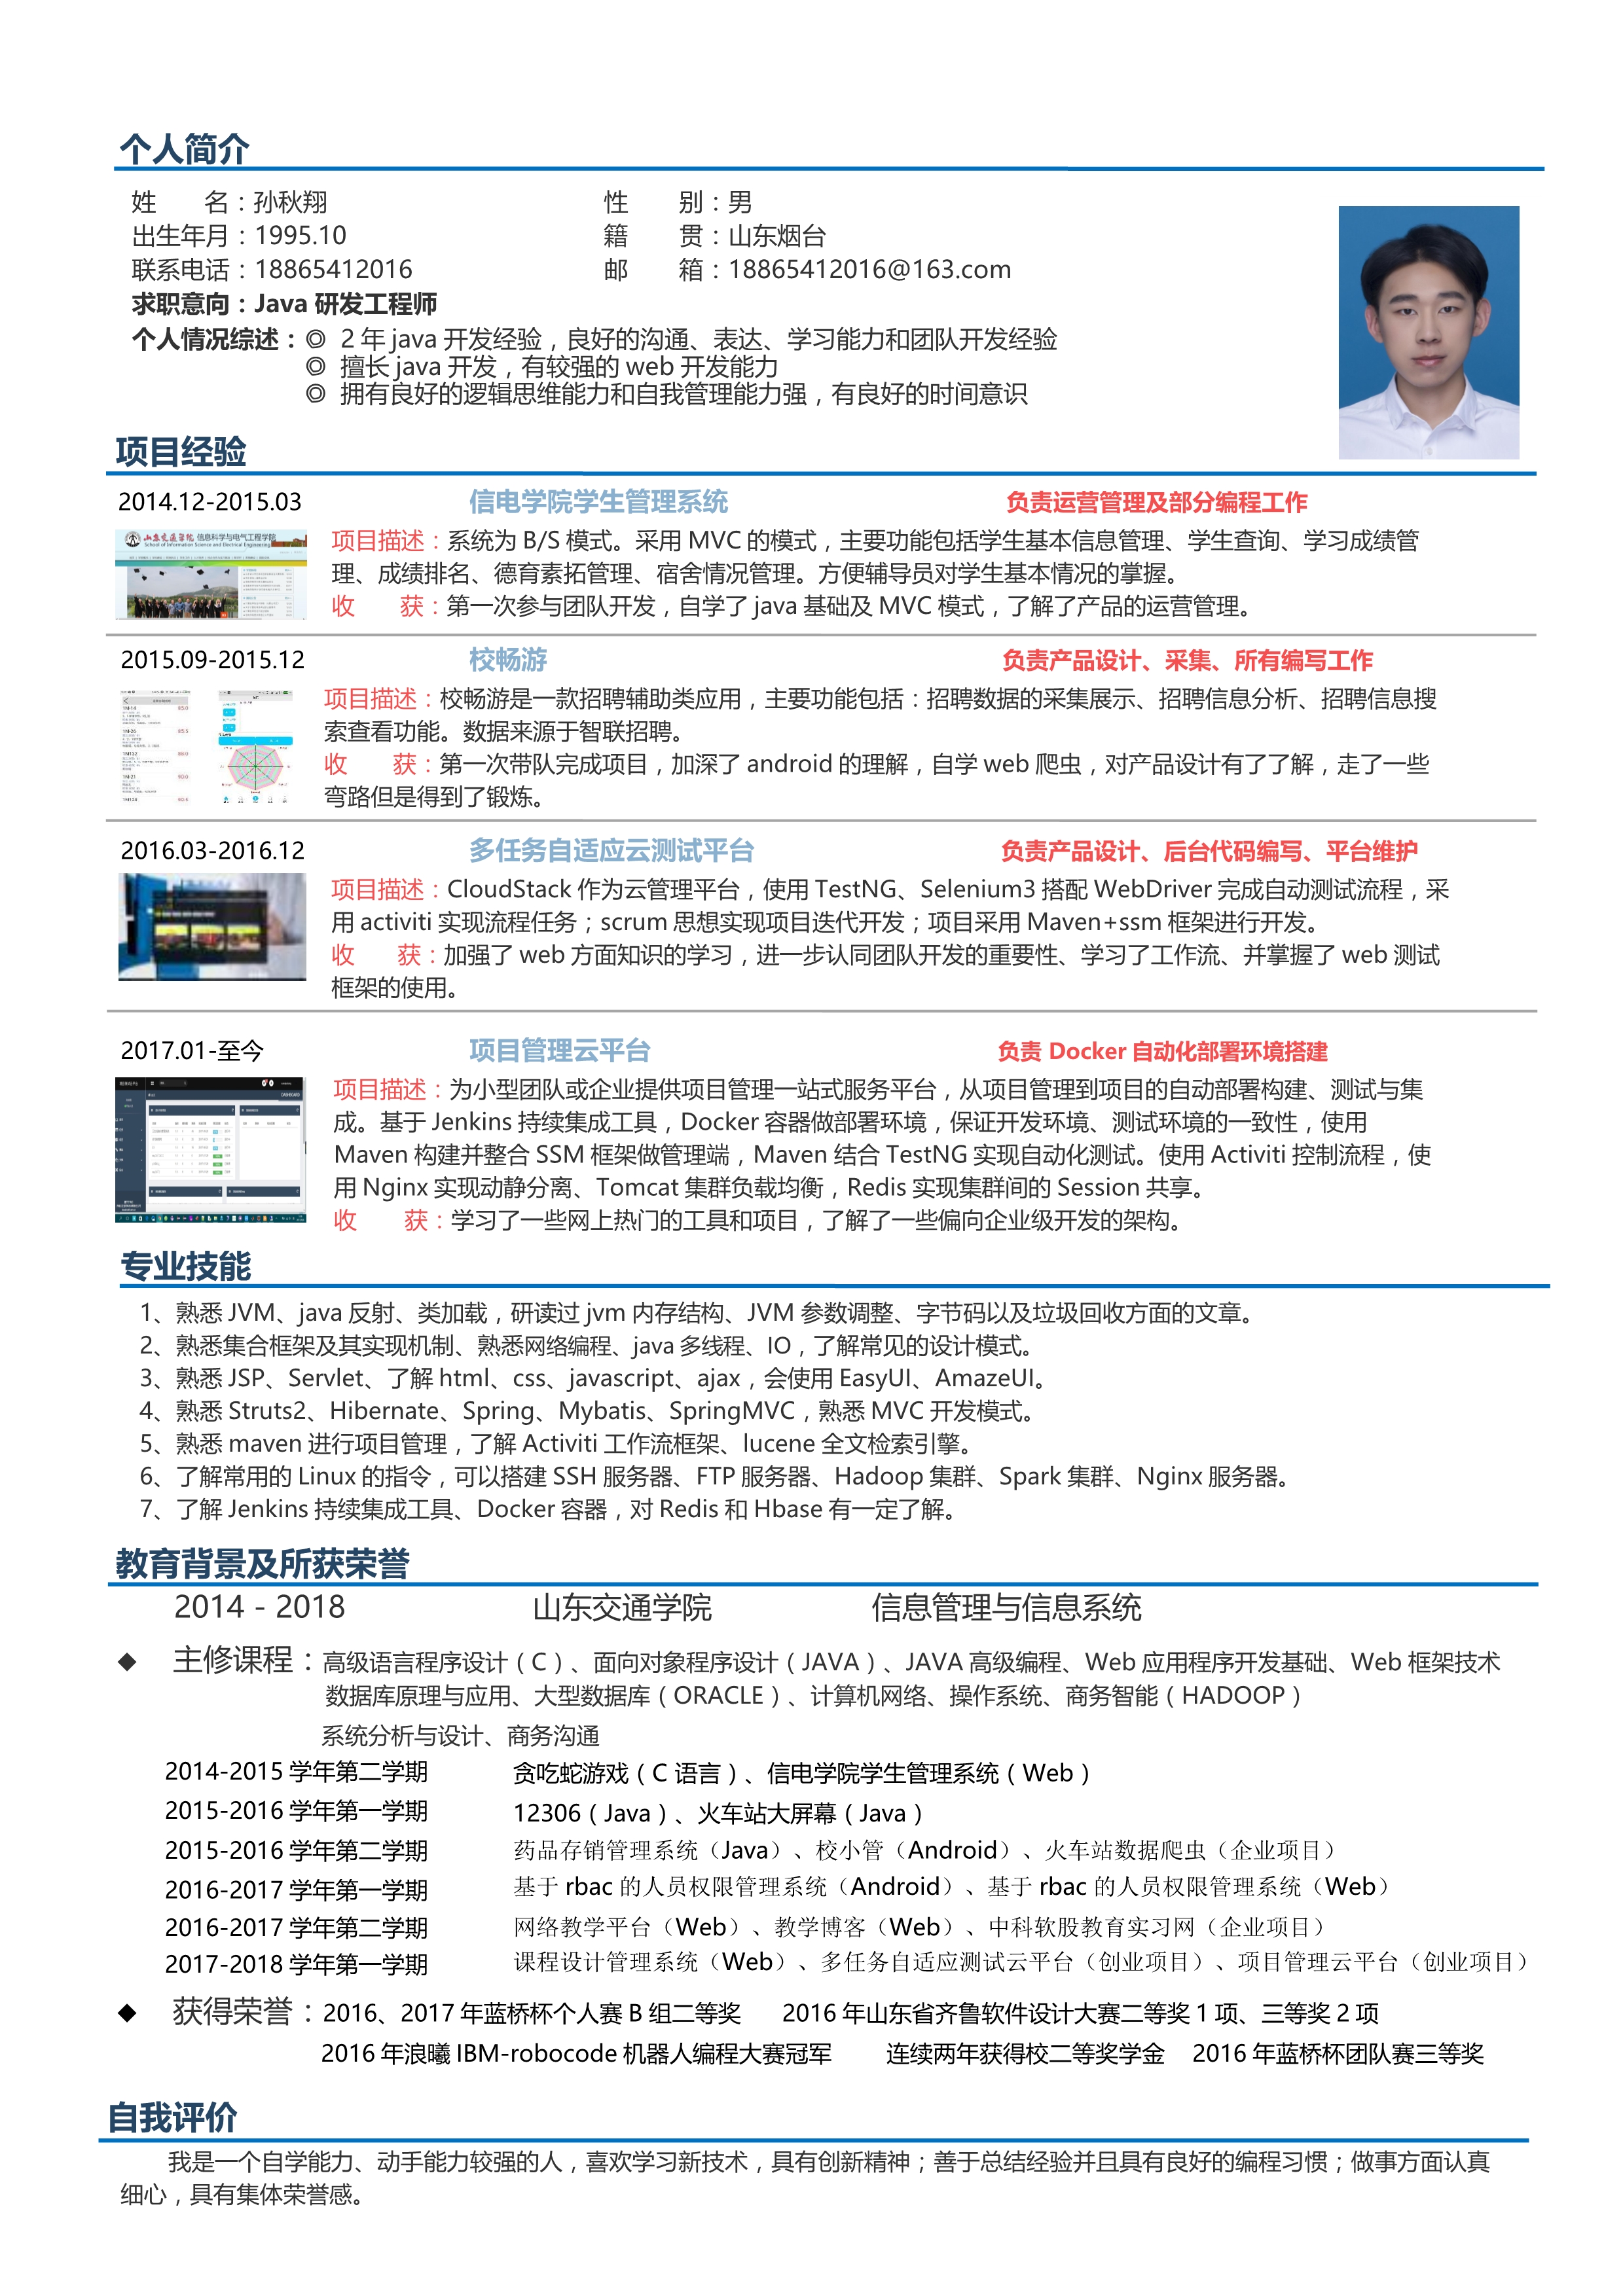 个人简介
姓 名：孙秋翔 性 别：男
出生年月：1995.10 籍 贯：山东烟台
联系电话：18865412016 邮 箱：18865412016@163.com
求职意向：Java 研发工程师
个人情况综述：◎ 2 年 java 开发经验，良好的沟通、表达、学习能力和团队开发经验
◎ 擅长 java 开发，有较强的 web 开发能力
◎ 拥有良好的逻辑思维能力和自我管理能力强，有良好的时间意识
项目经验
2014.12-2015.03 信电学院学生管理系统 负责运营管理及部分编程工作
山东交通学院 信息科学与电气工程学院
School of Information Science and Electrical Engineering
项目描述：系统为 B/S 模式。采用 MVC 的模式，主要功能包括学生基本信息管理、学生查询、学习成绩管
理、成绩排名、德育素拓管理、宿舍情况管理。方便辅导员对学生基本情况的掌握。
收 获：第一次参与团队开发，自学了 java 基础及 MVC 模式，了解了产品的运营管理。
2015.09-2015.12 校畅游 负责产品设计、采集、所有编写工作
项目描述：校畅游是一款招聘辅助类应用，主要功能包括：招聘数据的采集展示、招聘信息分析、招聘信息搜
索查看功能。数据来源于智联招聘。
收 获：第一次带队完成项目，加深了 android 的理解，自学 web 爬虫，对产品设计有了了解，走了一些
弯路但是得到了锻炼。
2016.03-2016.12 多任务自适应云测试平台 负责产品设计、后台代码编写、平台维护
项目描述：CloudStack 作为云管理平台，使用 TestNG、Selenium3 搭配 WebDriver 完成自动测试流程，采
用 activiti 实现流程任务；scrum 思想实现项目迭代开发；项目采用 Maven+ssm 框架进行开发。
收 获：加强了 web 方面知识的学习，进一步认同团队开发的重要性、学习了工作流、并掌握了 web 测试
框架的使用。
2017.01-至今 项目管理云平台 负责 Docker 自动化部署环境搭建
项目描述：为小型团队或企业提供项目管理一站式服务平台，从项目管理到项目的自动部署构建、测试与集
成。基于 Jenkins 持续集成工具，Docker 容器做部署环境，保证开发环境、测试环境的一致性，使用
Maven 构建并整合 SSM 框架做管理端，Maven 结合 TestNG 实现自动化测试。使用 Activiti 控制流程，使
用 Nginx 实现动静分离、Tomcat 集群负载均衡，Redis 实现集群间的 Session 共享。
收 获：学习了一些网上热门的工具和项目，了解了一些偏向企业级开发的架构。
专业技能
1、熟悉 JVM、java 反射、类加载，研读过 jvm 内存结构、JVM 参数调整、字节码以及垃圾回收方面的文章。
2、熟悉集合框架及其实现机制、熟悉网络编程、java 多线程、IO，了解常见的设计模式。
3、熟悉 JSP、Servlet、了解 html、css、javascript、ajax，会使用 EasyUI、AmazeUI。
4、熟悉 Struts2、Hibernate、Spring、Mybatis、SpringMVC，熟悉 MVC 开发模式。
5、熟悉 maven 进行项目管理，了解 Activiti 工作流框架、lucene 全文检索引擎。
6、了解常用的 Linux 的指令，可以搭建 SSH 服务器、FTP 服务器、Hadoop 集群、Spark 集群、Nginx 服务器。
7、了解 Jenkins 持续集成工具、Docker 容器，对 Redis 和 Hbase 有一定了解。
教育背景及所获荣誉
2014 - 2018 山东交通学院 信息管理与信息系统
◆ 主修课程：高级语言程序设计（C）、面向对象程序设计（JAVA）、JAVA 高级编程、Web 应用程序开发基础、Web 框架技术
数据库原理与应用、大型数据库（ORACLE）、计算机网络、操作系统、商务智能（HADOOP）
系统分析与设计、商务沟通
2014-2015 学年第二学期 贪吃蛇游戏（C 语言）、信电学院学生管理系统（Web）
2015-2016 学年第一学期 12306（Java）、火车站大屏幕（Java）
2015-2016 学年第二学期 药品存销管理系统（Java）、校小管（Android）、火车站数据爬虫（企业项目）
2016-2017 学年第一学期 基于 rbac 的人员权限管理系统（Android）、基于 rbac 的人员权限管理系统（Web）
2016-2017 学年第二学期 网络教学平台（Web）、教学博客（Web）、中科软股教育实习网（企业项目）
2017-2018 学年第一学期 课程设计管理系统（Web）、多任务自适应测试云平台（创业项目）、项目管理云平台（创业项目）
◆ 获得荣誉：2016、2017 年蓝桥杯个人赛 B 组二等奖 2016 年山东省齐鲁软件设计大赛二等奖 1 项、三等奖 2 项
2016 年浪曦 IBM-robocode 机器人编程大赛冠军 连续两年获得校二等奖学金 2016 年蓝桥杯团队赛三等奖
自我评价
我是一个自学能力、动手能力较强的人，喜欢学习新技术，具有创新精神；善于总结经验并且具有良好的编程习惯；做事方面认真
细心，具有集体荣誉感。